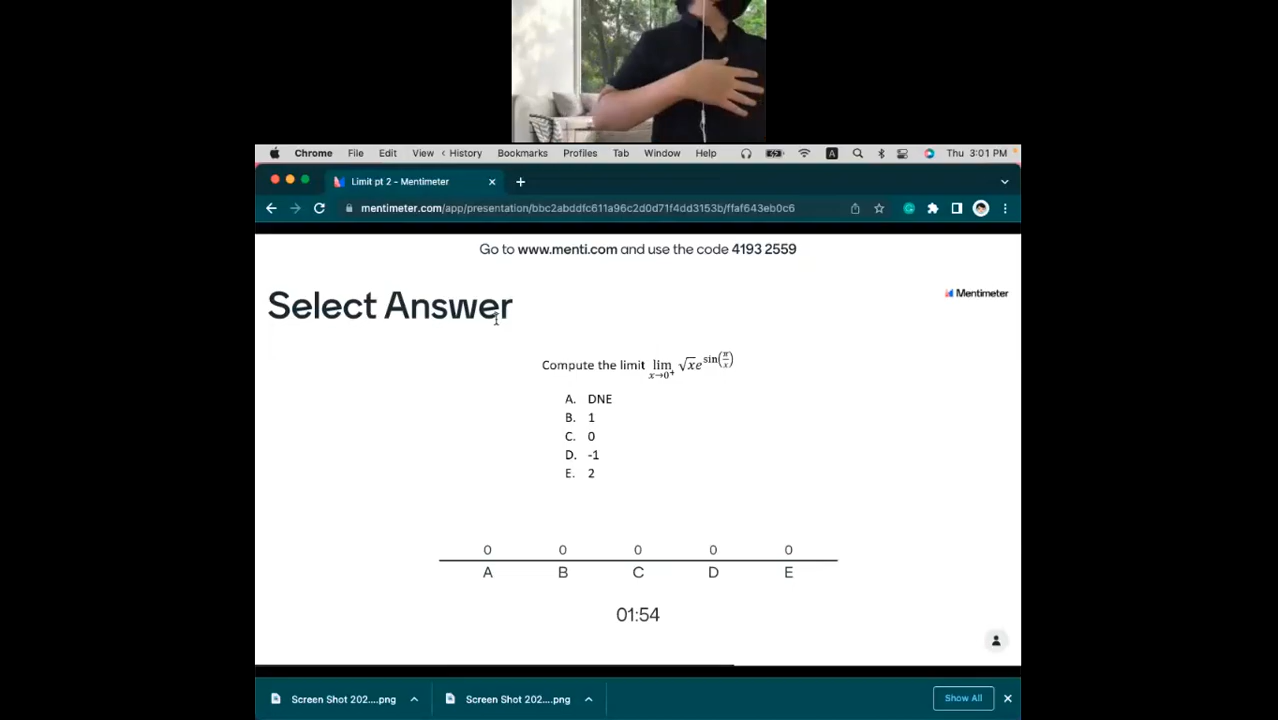 Chrome File Edit View History Bookmarks Profiles Tab Window Help A Thu 3:01 PM
Limit pt 2 - Mentimeter
mentimeter.com/app/presentation/bbc2abddfc611a96c2d0d71f4dd3153b/ffaf643eb0c6
Go to www.menti.com and use the code 4193 2559
Select Answer
Mentimeter
Compute the limit lim x→0⁺ √x e^sin(π/x)
A. DNE
B. 1
C. 0
D. -1
E. 2
0 0 0 0 0
A B C D E
01:54
Screen Shot 202....png Screen Shot 202....png Show All